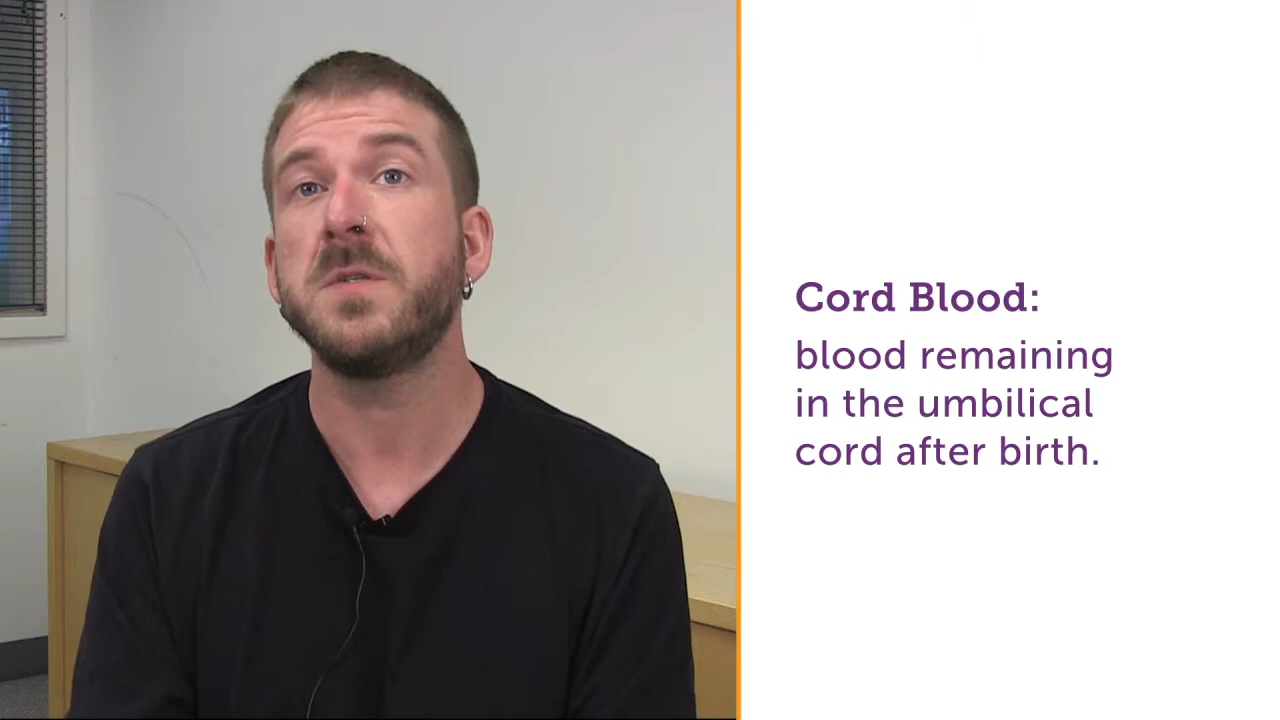 Cord Blood:
blood remaining
in the umbilical
cord after birth.